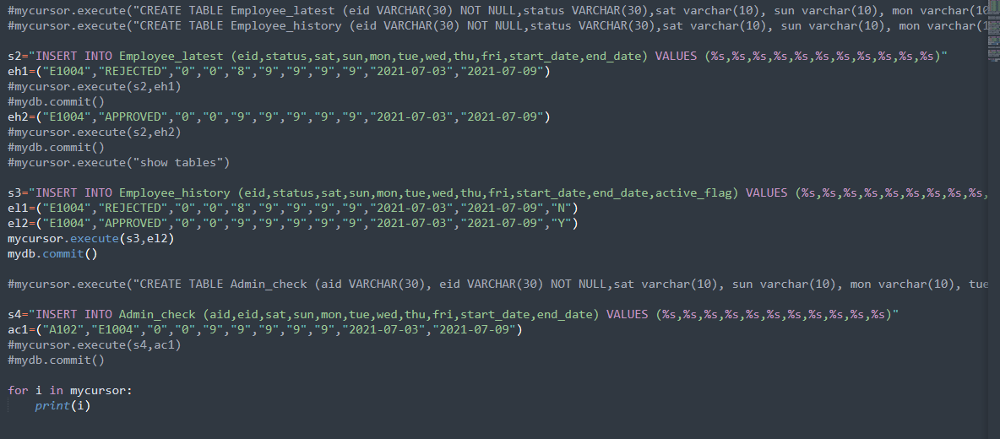 #mycursor.execute("CREATE TABLE Employee_latest (eid VARCHAR(30) NOT NULL,status VARCHAR(30),sat varchar(10), sun varchar(10), mon varchar(10
#mycursor.execute("CREATE TABLE Employee_history (eid VARCHAR(30) NOT NULL,status VARCHAR(30),sat varchar(10), sun varchar(10), mon varchar(1
s2="INSERT INTO Employee_latest (eid,status,sat,sun,mon,tue,wed,thu,fri,start_date,end_date) VALUES (%s,%s,%s,%s,%s,%s,%s,%s,%s,%s,%s)"
eh1=("E1004","REJECTED","0","0","8","9","9","9","9","2021-07-03","2021-07-09")
#mycursor.execute(s2,eh1)
#mydb.commit()
eh2=("E1004","APPROVED","0","0","9","9","9","9","9","2021-07-03","2021-07-09")
#mycursor.execute(s2,eh2)
#mydb.commit()
#mycursor.execute("show tables")
s3="INSERT INTO Employee_history (eid,status,sat,sun,mon,tue,wed,thu,fri,start_date,end_date,active_flag) VALUES (%s,%s,%s,%s,%s,%s,%s,%s,%s,
el1=("E1004","REJECTED","0","0","8","9","9","9","9","2021-07-03","2021-07-09","N")
el2=("E1004","APPROVED","0","0","9","9","9","9","9","2021-07-03","2021-07-09","Y")
mycursor.execute(s3,el2)
mydb.commit()
#mycursor.execute("CREATE TABLE Admin_check (aid VARCHAR(30), eid VARCHAR(30) NOT NULL,sat varchar(10), sun varchar(10), mon varchar(10), tue
s4="INSERT INTO Admin_check (aid,eid,sat,sun,mon,tue,wed,thu,fri,start_date,end_date) VALUES (%s,%s,%s,%s,%s,%s,%s,%s,%s,%s,%s)"
ac1=("A102","E1004","0","0","9","9","9","9","9","2021-07-03","2021-07-09")
#mycursor.execute(s4,ac1)
#mydb.commit()
for i in mycursor:
print(i)